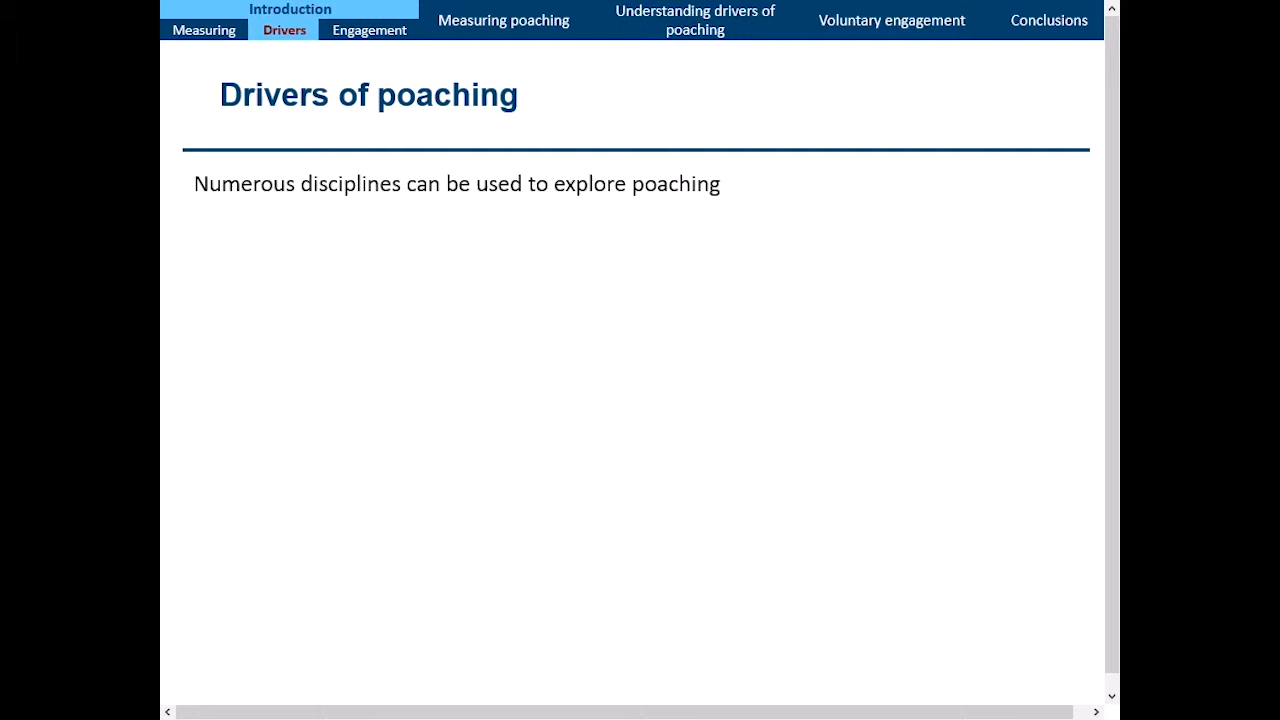 Introduction
Measuring Drivers Engagement
Measuring poaching
Understanding drivers of
poaching
Voluntary engagement
Conclusions
Drivers of poaching
Numerous disciplines can be used to explore poaching